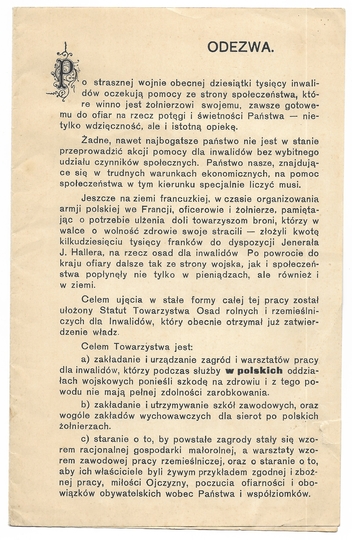 ODEZWA.
Po strasznej wojnie obecnej dziesiątki tysięcy inwali-
dów oczekują pomocy ze strony społeczeństwa, któ-
re winno jest żołnierzowi swojemu, zawsze gotowe-
mu do ofiar na rzecz potęgi i świetności Państwa — nie-
tylko wdzięczność, ale i istotną opiekę.
Żadne, nawet najbogatsze państwo nie jest w stanie
przeprowadzić akcji pomocy dla inwalidów bez wybitnego
udziału czynników społecznych. Państwo nasze, znajdują-
ce się w trudnych warunkach ekonomicznych, na pomoc
społeczeństwa w tym kierunku specjalnie liczyć musi.
Jeszcze na ziemi francuzkiej, w czasie organizowania
armji polskiej we Francji, oficerowie i żołnierze, pamięta-
jąc o potrzebie ulżenia doli towarzyszom broni, którzy w
walce o wolność zdrowie swoje stracili — złożyli kwotę
kilkudziesięciu tysięcy franków do dyspozycji Jenerała
J. Hallera, na rzecz osad dla inwalidów Po powrocie do
kraju ofiary dalsze tak ze strony wojska, jak i społeczeń-
stwa popłynęły nie tylko w pieniądzach, ale również i
w ziemi.
Celem ujęcia w stałe formy całej tej pracy został
ułożony Statut Towarzystwa Osad rolnych i rzemieślni-
czych dla Inwalidów, który obecnie otrzymał już zatwier-
dzenie władz.
Celem Towarzystwa jest:
a) zakładanie i urządzanie zagród i warsztatów pracy
dla inwalidów, którzy podczas służby w polskich oddzia-
łach wojskowych ponieśli szkodę na zdrowiu i z tego po-
wodu nie mają pełnej zdolności zarobkowania.
b) zakładanie i utrzymywanie szkół zawodowych, oraz
wogóle zakładów wychowawczych dla sierot po polskich
żołnierzach.
c) staranie o to, by powstałe zagrody stały się wzo-
rem racjonalnej gospodarki małorolnej, a warsztaty wzo-
rem zawodowej pracy rzemieślniczej, oraz o staranie o to,
aby ich właściciele byli żywym przykładem zgodnej i zboż-
nej pracy, miłości Ojczyzny, poczucia ofiarności i obo-
wiązków obywatelskich wobec Państwa i współziomków.